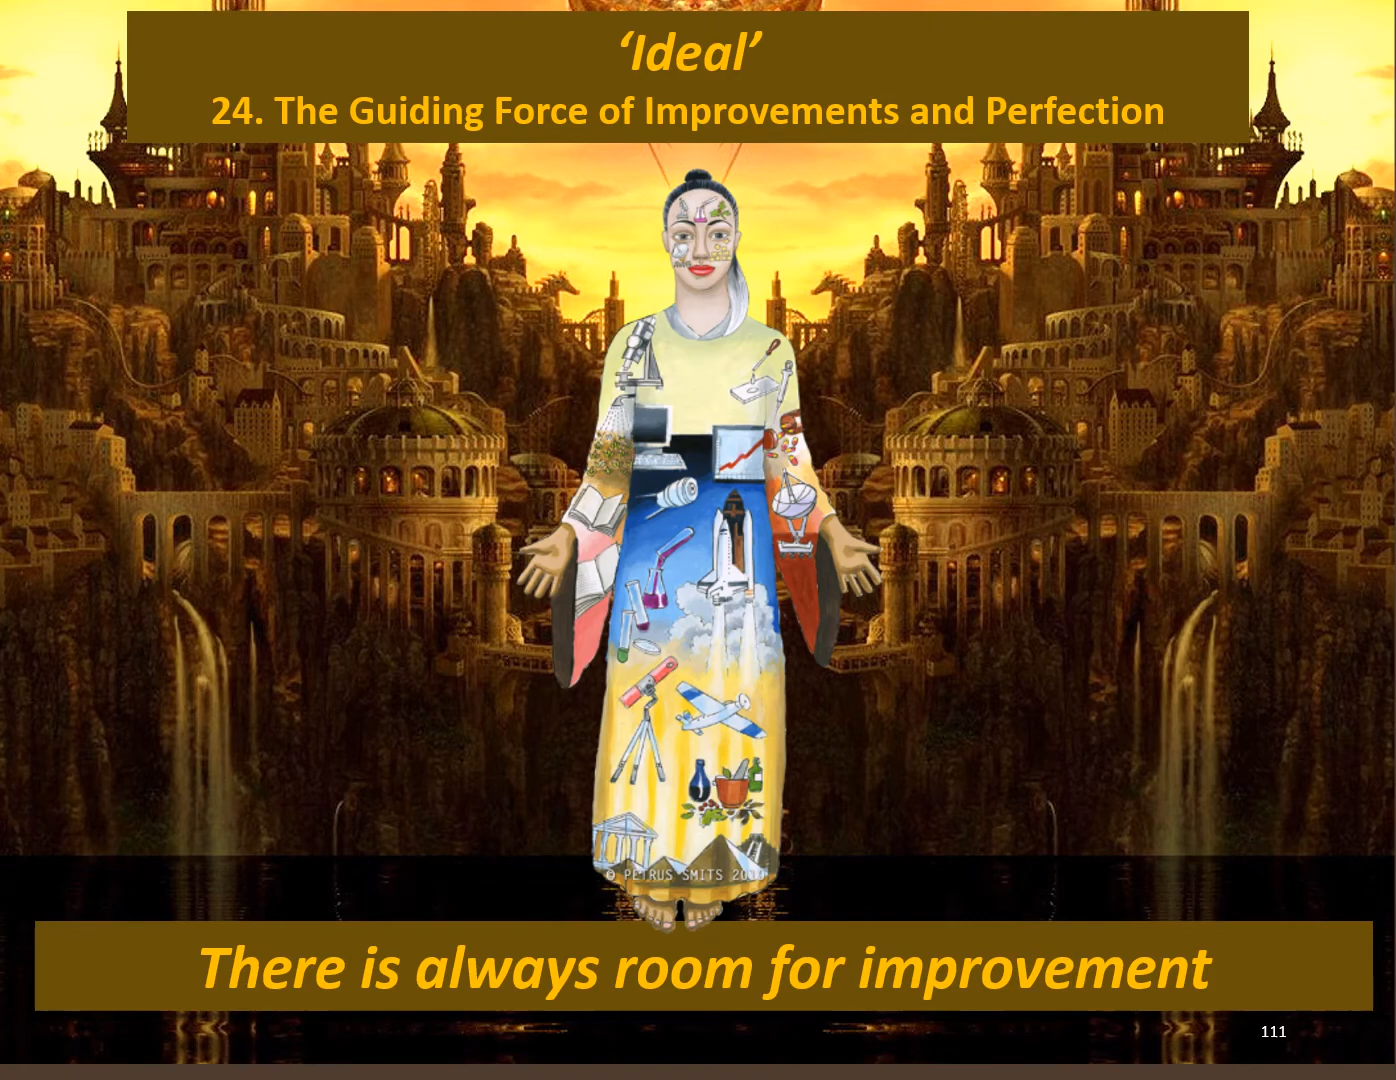 ‘Ideal’
24. The Guiding Force of Improvements and Perfection
© PETRUS SMITS 2010
There is always room for improvement
111